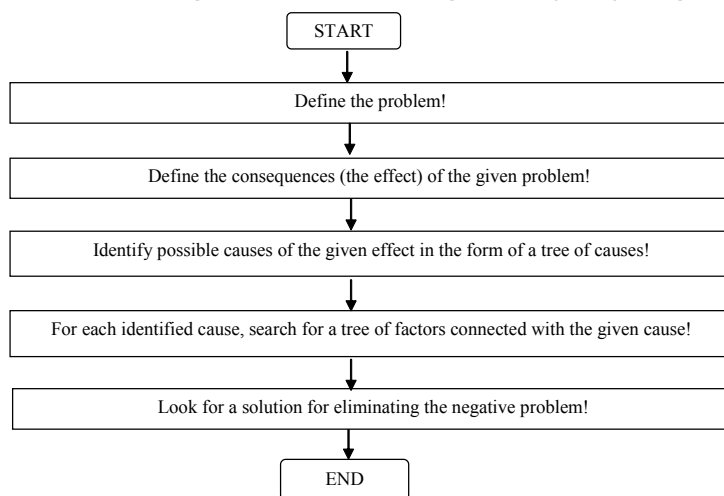 START
Define the problem!
Define the consequences (the effect) of the given problem!
Identify possible causes of the given effect in the form of a tree of causes!
For each identified cause, search for a tree of factors connected with the given cause!
Look for a solution for eliminating the negative problem!
END